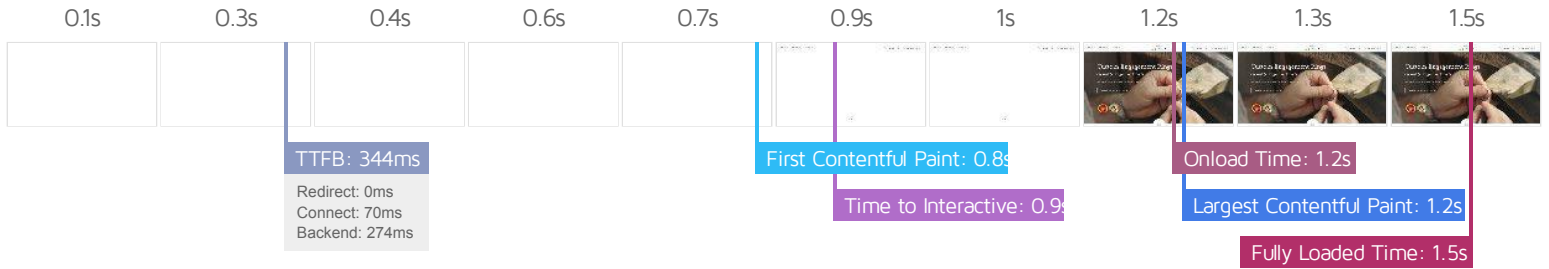 0.1s
0.3s
0.4s
0.6s
0.7s
0.9s
1s
1.2s
1.3s
1.5s
TTFB: 344ms
First Contentful Paint: 0.8s
Onload Time: 1.2s
Redirect: 0ms
Connect: 70ms
Backend: 274ms
Time to Interactive: 0.9s
Largest Contentful Paint: 1.2s
Fully Loaded Time: 1.5s